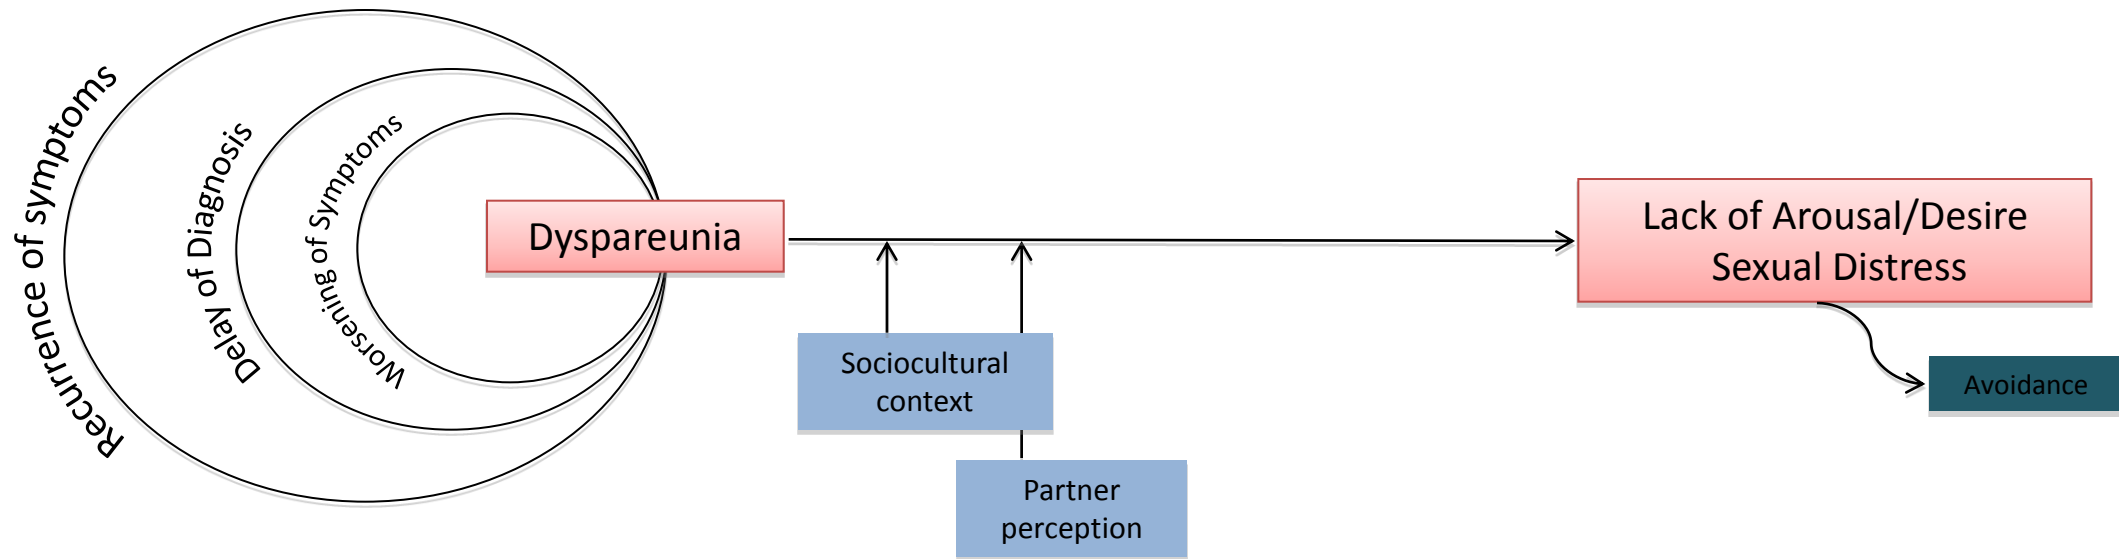 Recurrence of symptoms
Delay of Diagnosis
Worsening of Symptoms
Dyspareunia
Lack of Arousal/Desire
Sexual Distress
Sociocultural
context
Avoidance
Partner
perception